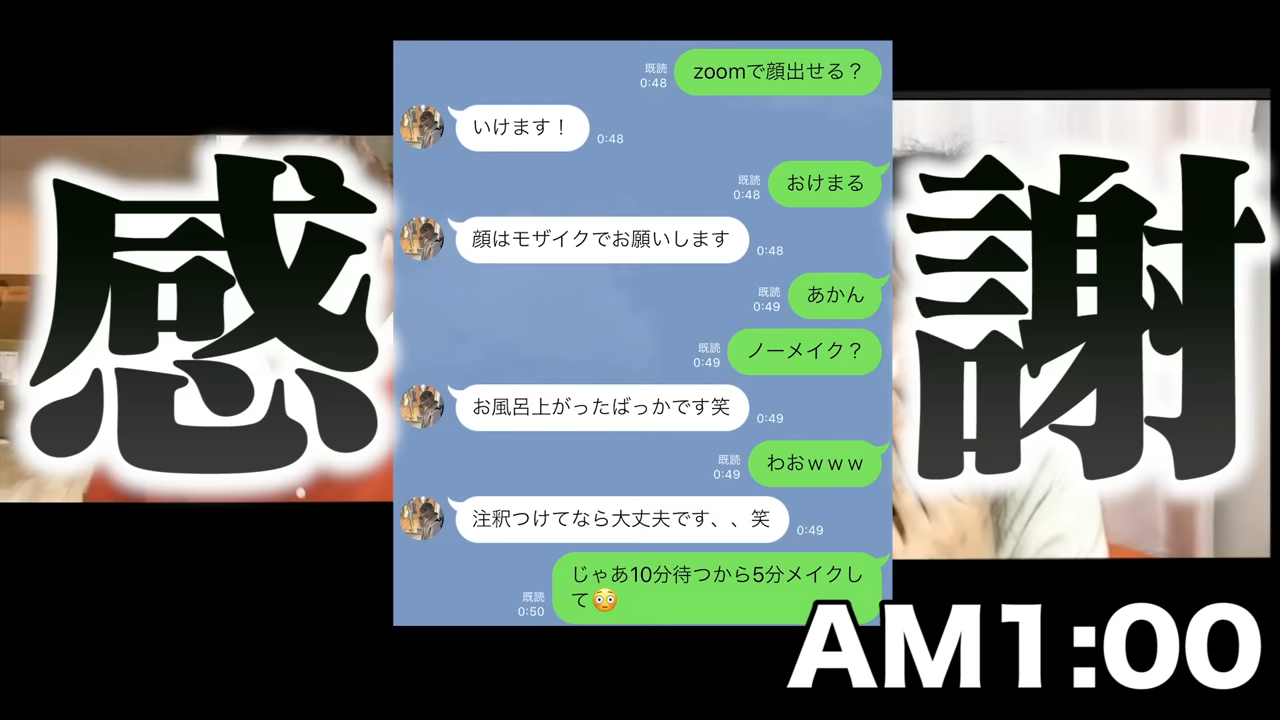 感謝
既読
0:48
zoomで顔出せる？
いけます！
0:48
既読
0:48
おけまる
顔はモザイクでお願いします
0:48
既読
0:49
あかん
既読
0:49
ノーメイク？
お風呂上がったばっかです笑
0:49
既読
0:49
わおｗｗｗ
注釈つけてなら大丈夫です、、笑
0:49
既読
0:50
じゃあ10分待つから5分メイクし
て😳
AM1:00